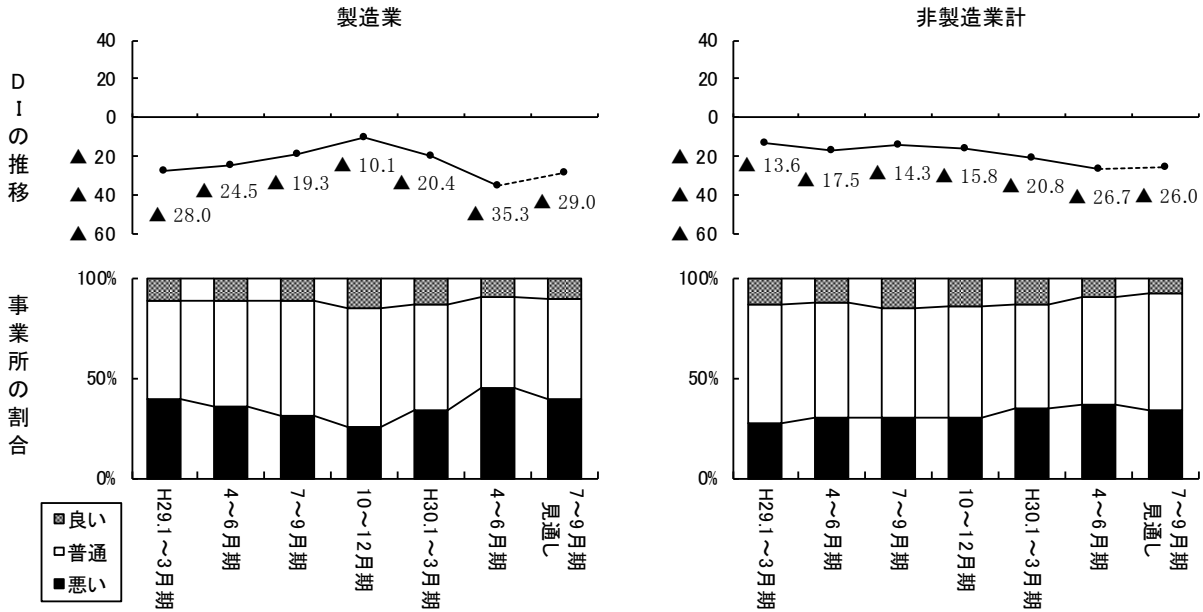 製造業
非製造業計
DIの推移
40
20
0
▲ 20
▲ 40
▲ 60
▲ 28.0
▲ 24.5
▲ 19.3
▲ 10.1
▲ 20.4
▲ 35.3
▲ 29.0
40
20
0
▲ 20
▲ 40
▲ 60
▲ 13.6
▲ 17.5
▲ 14.3
▲ 15.8
▲ 20.8
▲ 26.7
▲ 26.0
事業所の割合
100%
50%
0%
H29.1~3月期
4~6月期
7~9月期
10~12月期
H30.1~3月期
4~6月期
7~9月期
見通し
100%
50%
0%
H29.1~3月期
4~6月期
7~9月期
10~12月期
H30.1~3月期
4~6月期
7~9月期
見通し
良い
普通
悪い